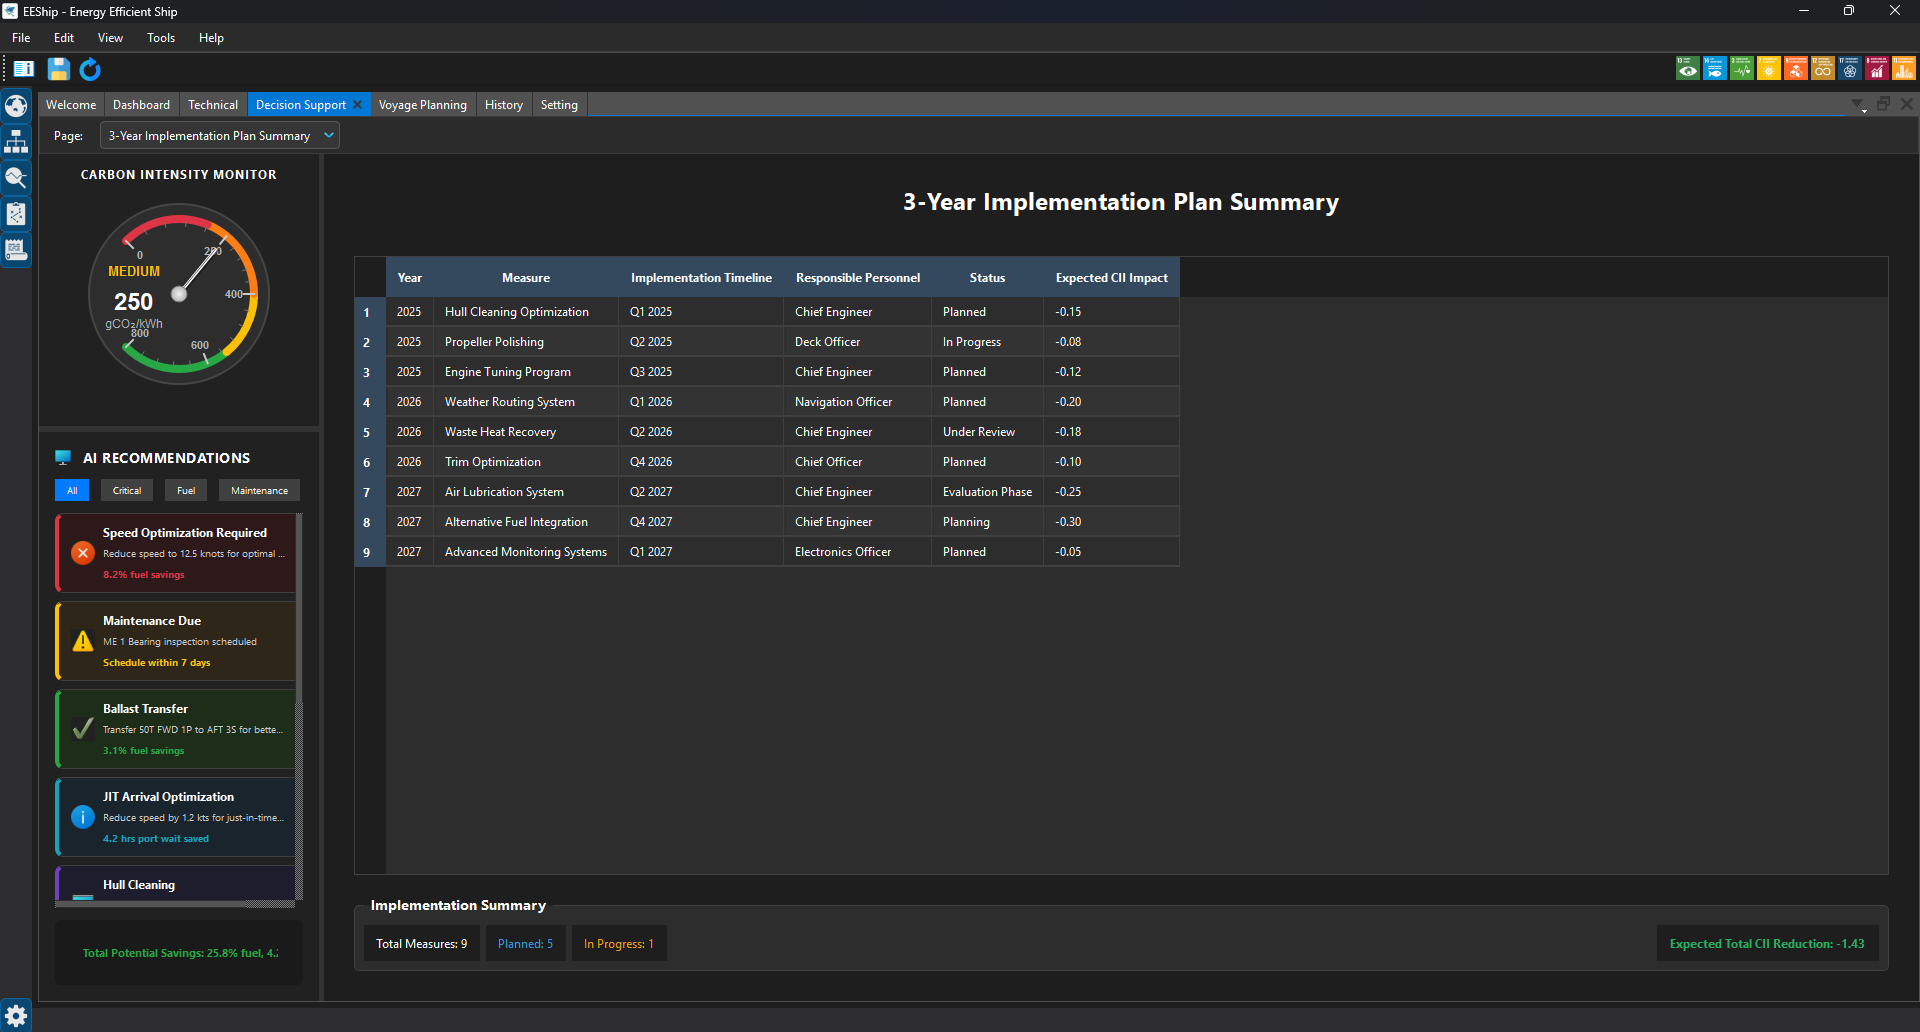 EEShip - Energy Efficient Ship
File Edit View Tools Help
Welcome Dashboard Technical Decision Support Voyage Planning History Setting
Page: 3-Year Implementation Plan Summary
CARBON INTENSITY MONITOR
0
200
400
600
800
MEDIUM
250
gCO₂/kWh
AI RECOMMENDATIONS
All Critical Fuel Maintenance
Speed Optimization Required
Reduce speed to 12.5 knots for optimal ...
8.2% fuel savings
Maintenance Due
ME 1 Bearing inspection scheduled
Schedule within 7 days
Ballast Transfer
Transfer 50T FWD 1P to AFT 3S for bette...
3.1% fuel savings
JIT Arrival Optimization
Reduce speed by 1.2 kts for just-in-time...
4.2 hrs port wait saved
Hull Cleaning
Total Potential Savings: 25.8% fuel, 4.2
3-Year Implementation Plan Summary
Year Measure Implementation Timeline Responsible Personnel Status Expected CII Impact
1 2025 Hull Cleaning Optimization Q1 2025 Chief Engineer Planned -0.15
2 2025 Propeller Polishing Q2 2025 Deck Officer In Progress -0.08
3 2025 Engine Tuning Program Q3 2025 Chief Engineer Planned -0.12
4 2026 Weather Routing System Q1 2026 Navigation Officer Planned -0.20
5 2026 Waste Heat Recovery Q2 2026 Chief Engineer Under Review -0.18
6 2026 Trim Optimization Q4 2026 Chief Officer Planned -0.10
7 2027 Air Lubrication System Q2 2027 Chief Engineer Evaluation Phase -0.25
8 2027 Alternative Fuel Integration Q4 2027 Chief Engineer Planning -0.30
9 2027 Advanced Monitoring Systems Q1 2027 Electronics Officer Planned -0.05
Implementation Summary
Total Measures: 9 Planned: 5 In Progress: 1 Expected Total CII Reduction: -1.43